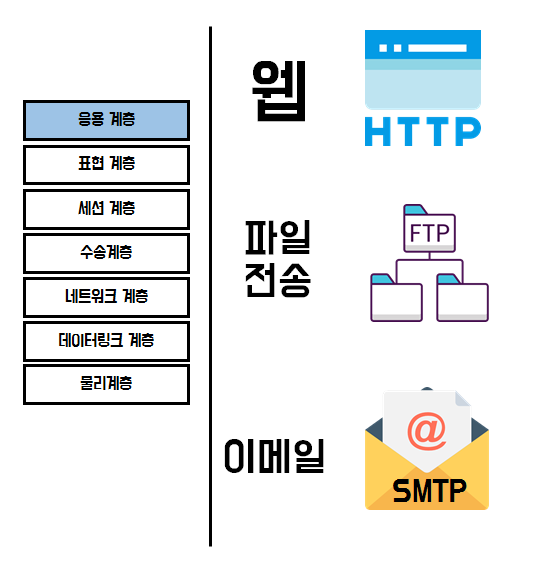 응용 계층
표현 계층
세션 계층
수송계층
네트워크 계층
데이터링크 계층
물리계층
웹
HTTP
파일
전송
FTP
이메일
@
SMTP